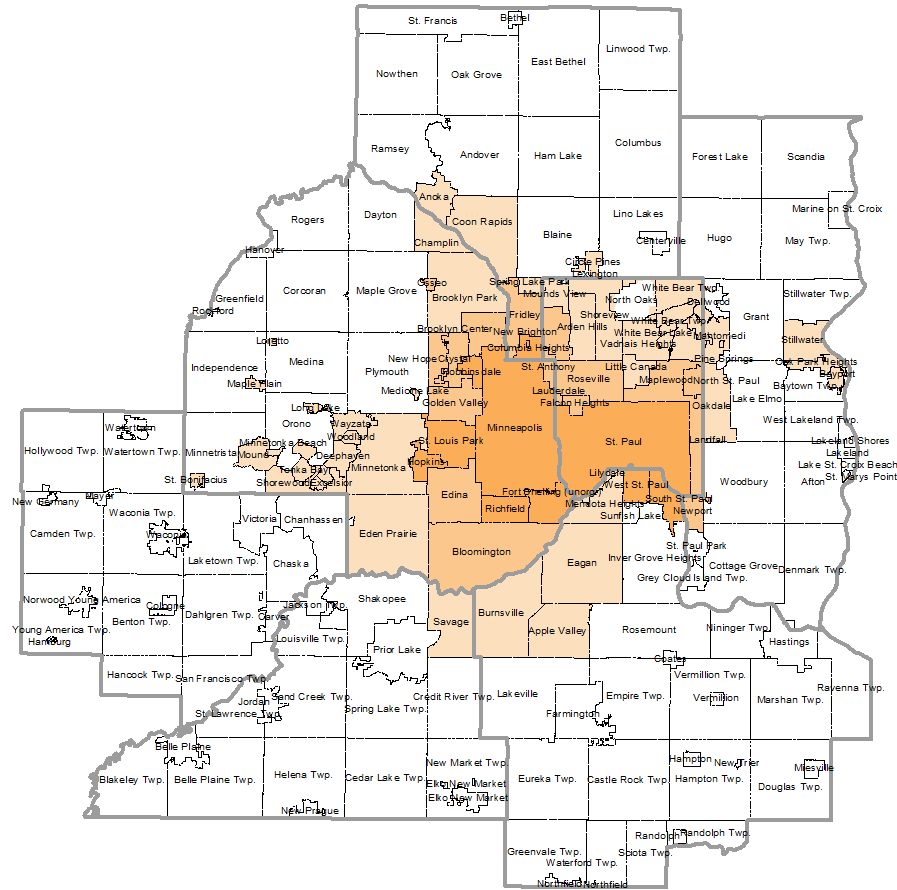 St. Francis
Bethel
Linwood Twp.
East Bethel
Nowthen
Oak Grove
Columbus
Ramsey
Andover
Ham Lake
Forest Lake
Scandia
Anoka
Marine on St. Croix
Rogers
Dayton
Coon Rapids
Lino Lakes
Blaine
Centerville
Hugo
May Twp.
Champlin
Hanover
Circle Pines
Lexington
Corcoran
Maple Grove
Osseo
Spring Lake Park
White Bear Twp.
Stillwater Twp.
Greenfield
Brooklyn Park
Mounds View
North Oaks
Dellwood
Rockford
Fridley
Shoreview
Grant
White Bear Twp.
Brooklyn Center
New Brighton
Arden Hills
White Bear Lake
Mahtomedi
Stillwater
Loretto
Columbia Heights
Vadnais Heights
Medina
New Hope
Crystal
Pine Springs
Oak Park Heights
Independence
Plymouth
Robbinsdale
St. Anthony
Little Canada
Bayport
Maple Plain
Roseville
Maplewood
North St. Paul
Baytown Twp.
Medicine Lake
Lauderdale
Golden Valley
Falcon Heights
Oakdale
Lake Elmo
Long Lake
Orono
Wayzata
West Lakeland Twp.
Watertown
Minneapolis
Woodland
St. Louis Park
St. Paul
Landfall
Lakeland Shores
Hollywood Twp.
Watertown Twp.
Minnetrista
Minnetonka Beach
Mound
Deephaven
Lakeland
Hopkins
Lake St. Croix Beach
Tonka Bay
Minnetonka
Lilydale
St. Marys Point
St. Bonifacius
Shorewood
Excelsior
West St. Paul
Woodbury
Afton
Edina
Fort Snelling (unorg.)
New Germany
Mayer
South St. Paul
Mendota Heights
Richfield
Newport
Waconia Twp.
Sunfish Lake
Victoria
Chanhassen
Camden Twp.
Waconia
Eden Prairie
St. Paul Park
Bloomington
Laketown Twp.
Chaska
Eagan
Inver Grove Heights
Cottage Grove
Denmark Twp.
Grey Cloud Island Twp.
Norwood Young America
Cologne
Shakopee
Jackson Twp.
Benton Twp.
Dahlgren Twp.
Carver
Burnsville
Savage
Young America Twp.
Apple Valley
Rosemount
Nininger Twp.
Hamburg
Louisville Twp.
Hastings
Prior Lake
Coates
Hancock Twp.
San Francisco Twp.
Vermillion Twp.
Ravenna Twp.
Jordan
Sand Creek Twp.
Credit River Twp.
Lakeville
Empire Twp.
Vermillion
Marshan Twp.
St. Lawrence Twp.
Spring Lake Twp.
Farmington
Belle Plaine
Hampton
New Trier
New Market Twp.
Miesville
Blakeley Twp.
Belle Plaine Twp.
Helena Twp.
Cedar Lake Twp.
Eureka Twp.
Castle Rock Twp.
Hampton Twp.
Elko New Market
Douglas Twp.
Elko New Market
New Prague
Randolph
Randolph Twp.
Greenvale Twp.
Sciota Twp.
Waterford Twp.
Northfield
Northfield